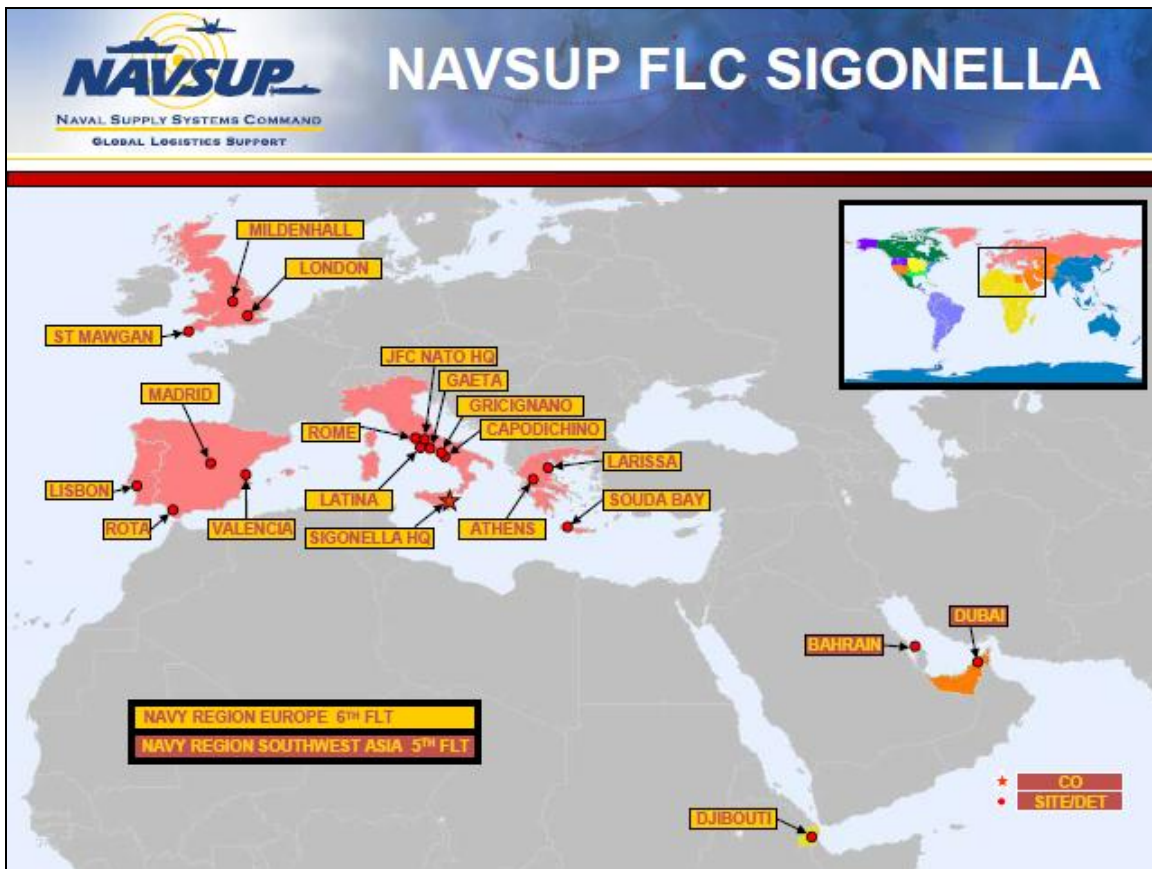 NAVSUP
NAVAL SUPPLY SYSTEMS COMMAND
GLOBAL LOGISTICS SUPPORT
NAVSUP FLC SIGONELLA
MILDENHALL
LONDON
ST MAWGAN
JFC NATO HQ
GAETA
MADRID
GRICIGNANO
ROME
CAPODICHINO
LARISSA
LISBON
LATINA
SOUDA BAY
ROTA
VALENCIA
SIGONELLA HQ
ATHENS
DUBAI
BAHRAIN
NAVY REGION EUROPE 6TH FLT
NAVY REGION SOUTHWEST ASIA 5TH FLT
CO
SITE/DET
DJIBOUTI